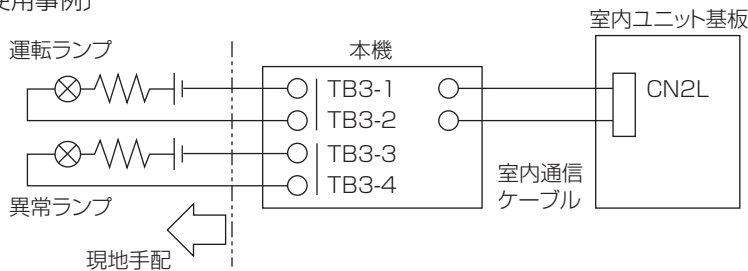 使用事例〕
室内ユニット基板
運転ランプ
本機
TB3-1
CN2L
TB3-2
TB3-3
室内通信
ケーブル
TB3-4
異常ランプ
現地手配